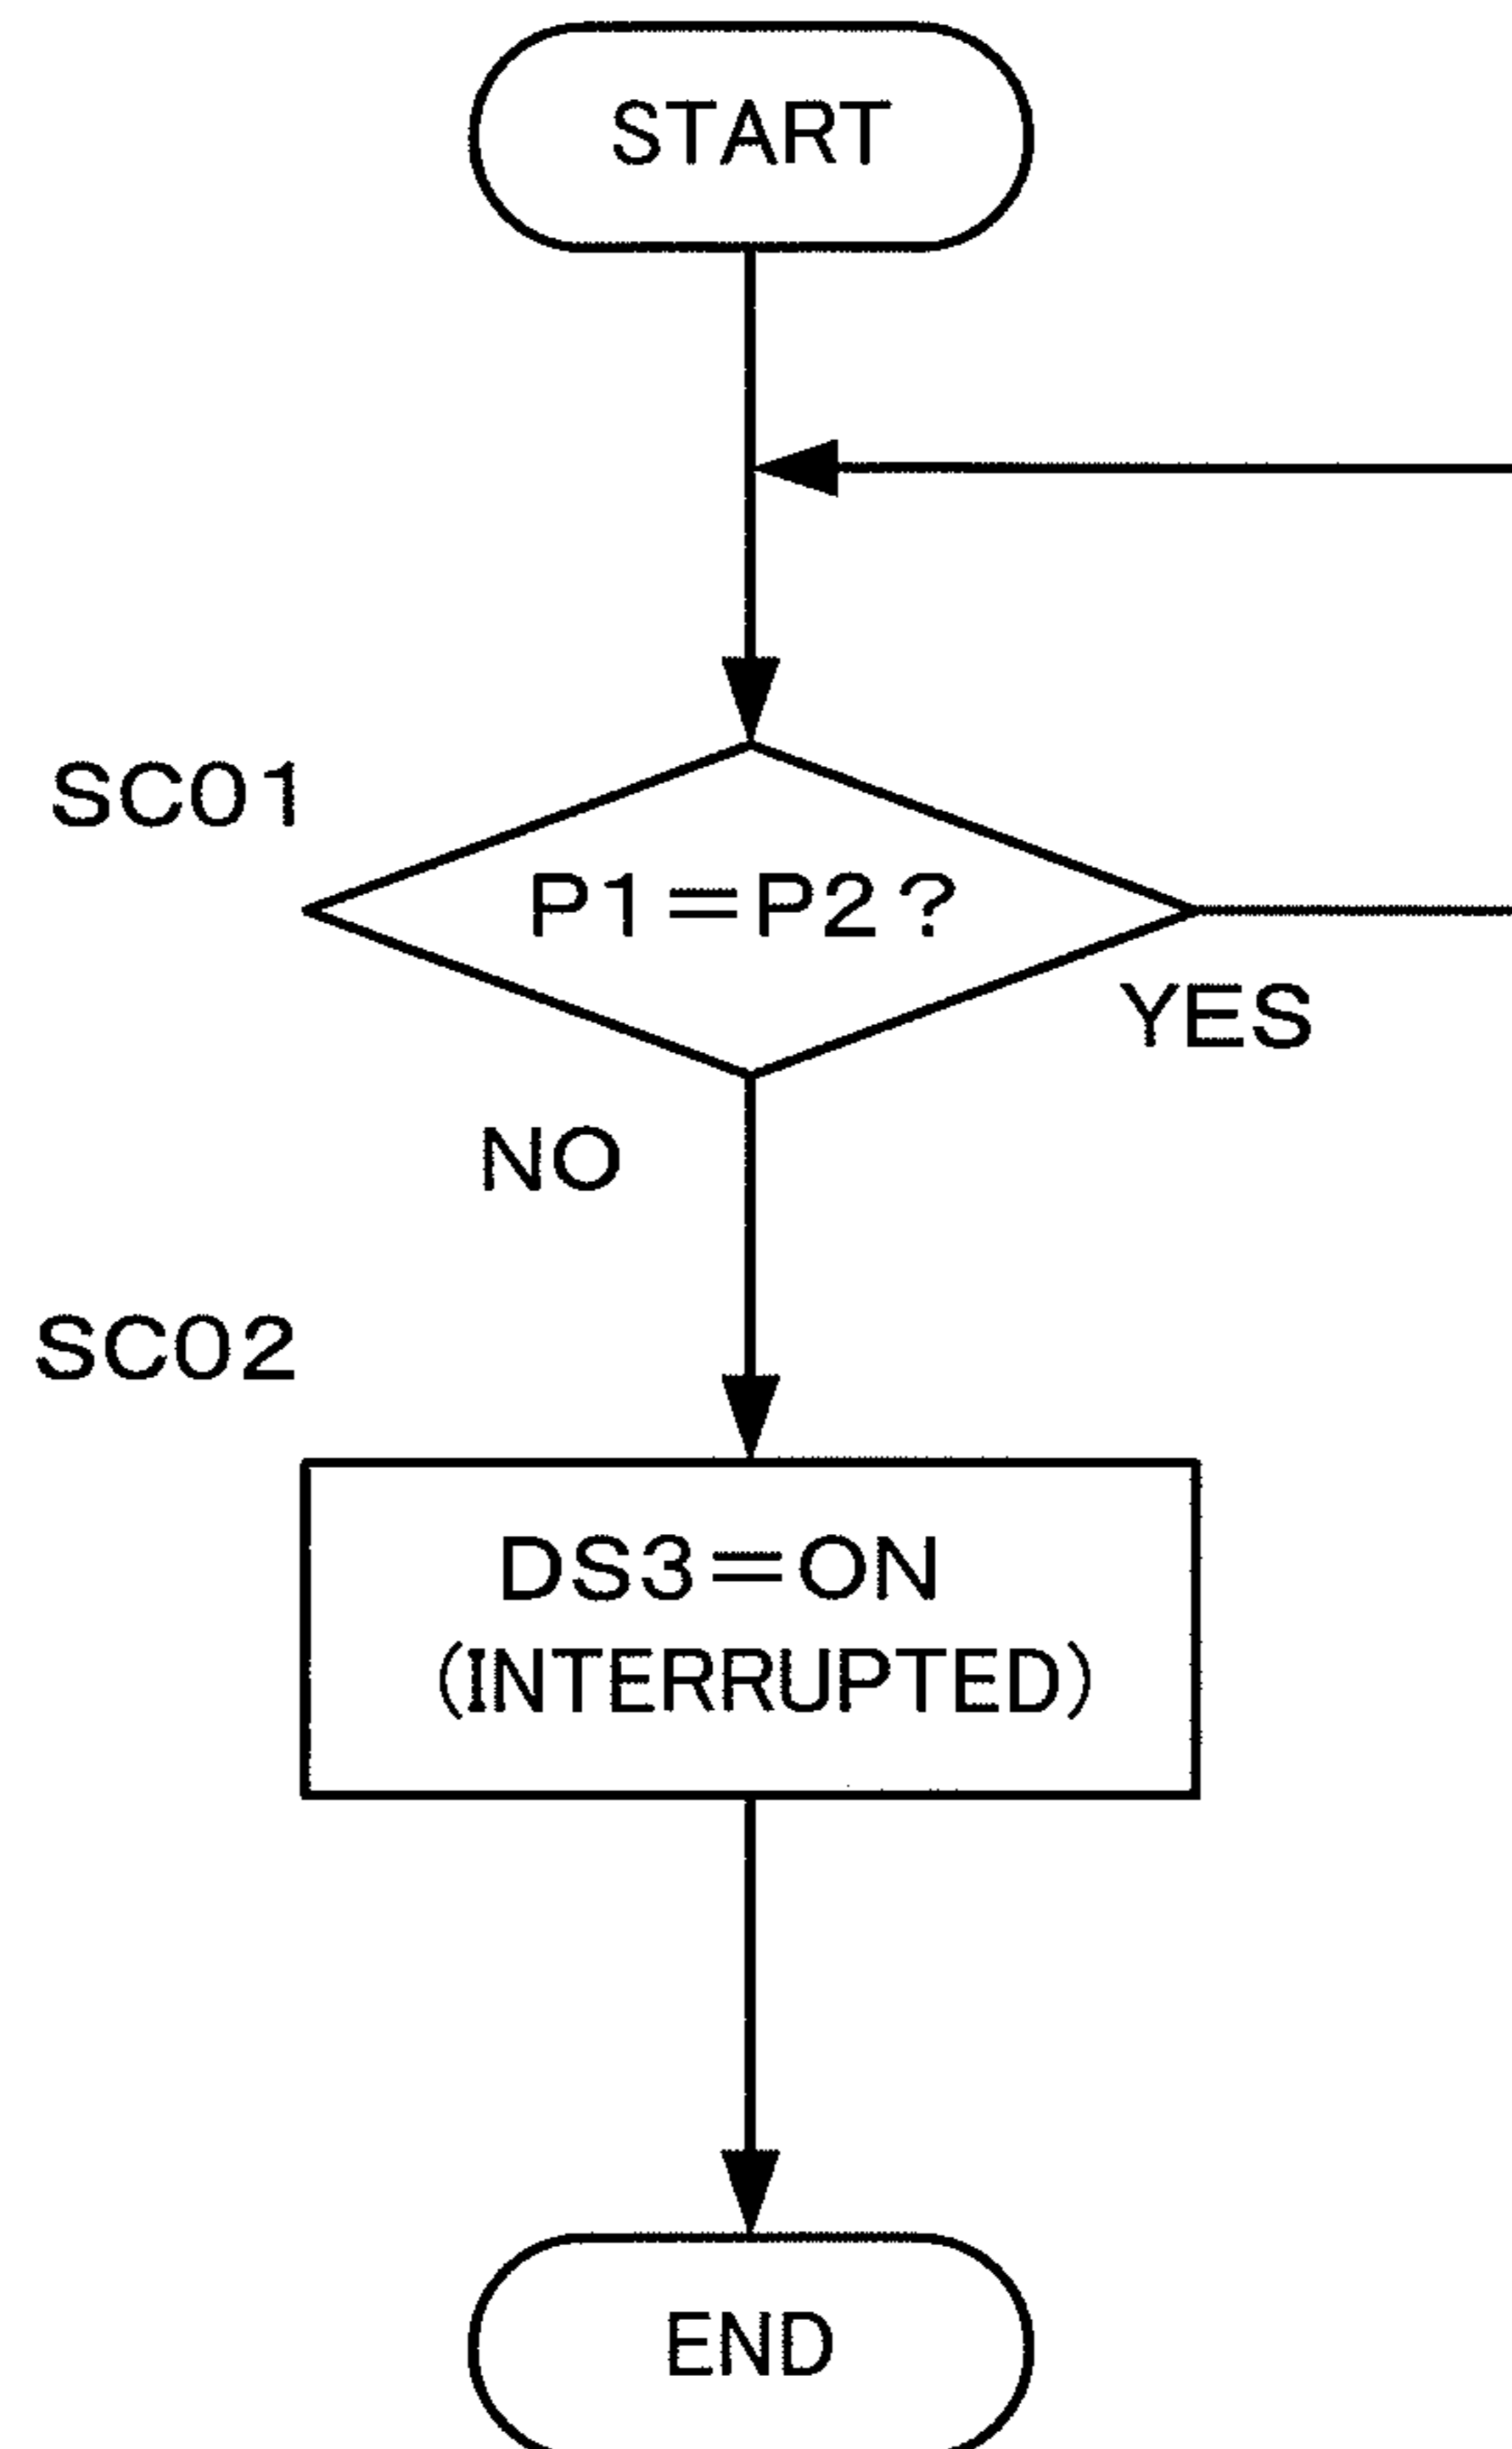 START
SC01
P1=P2?
YES
NO
SC02
DS3=ON
(INTERRUPTED)
END